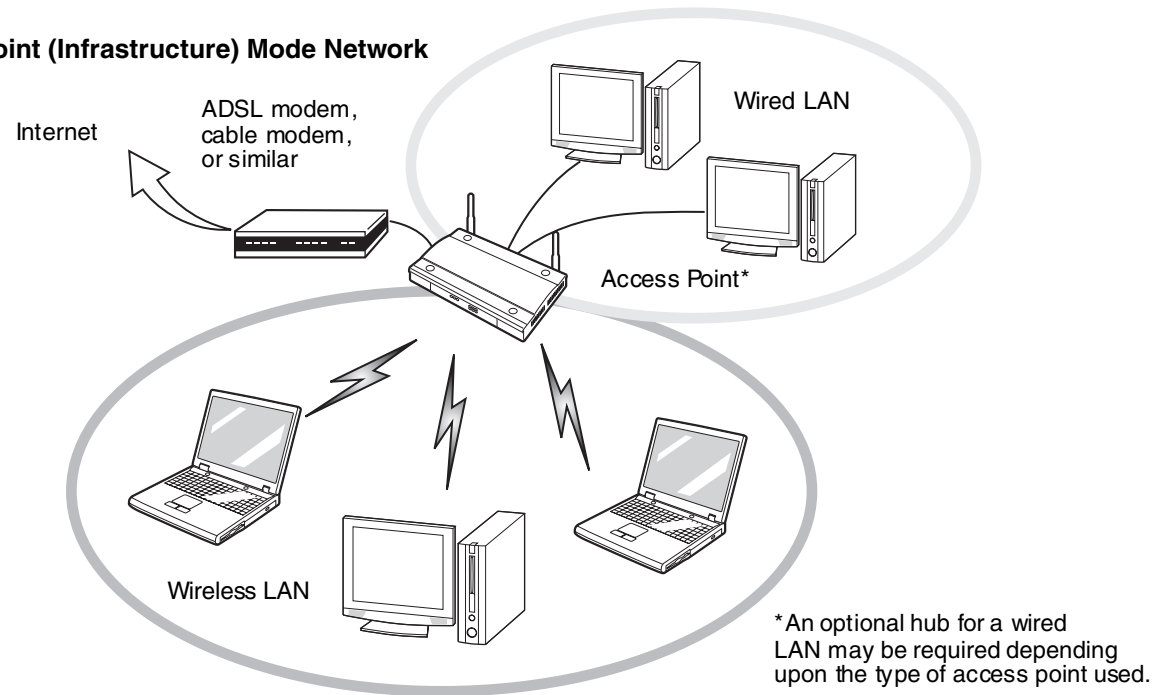 oint (Infrastructure) Mode Network
Internet
ADSL modem,
cable modem,
or similar
Wired LAN
Access Point*
Wireless LAN
*An optional hub for a wired
LAN may be required depending
upon the type of access point used.